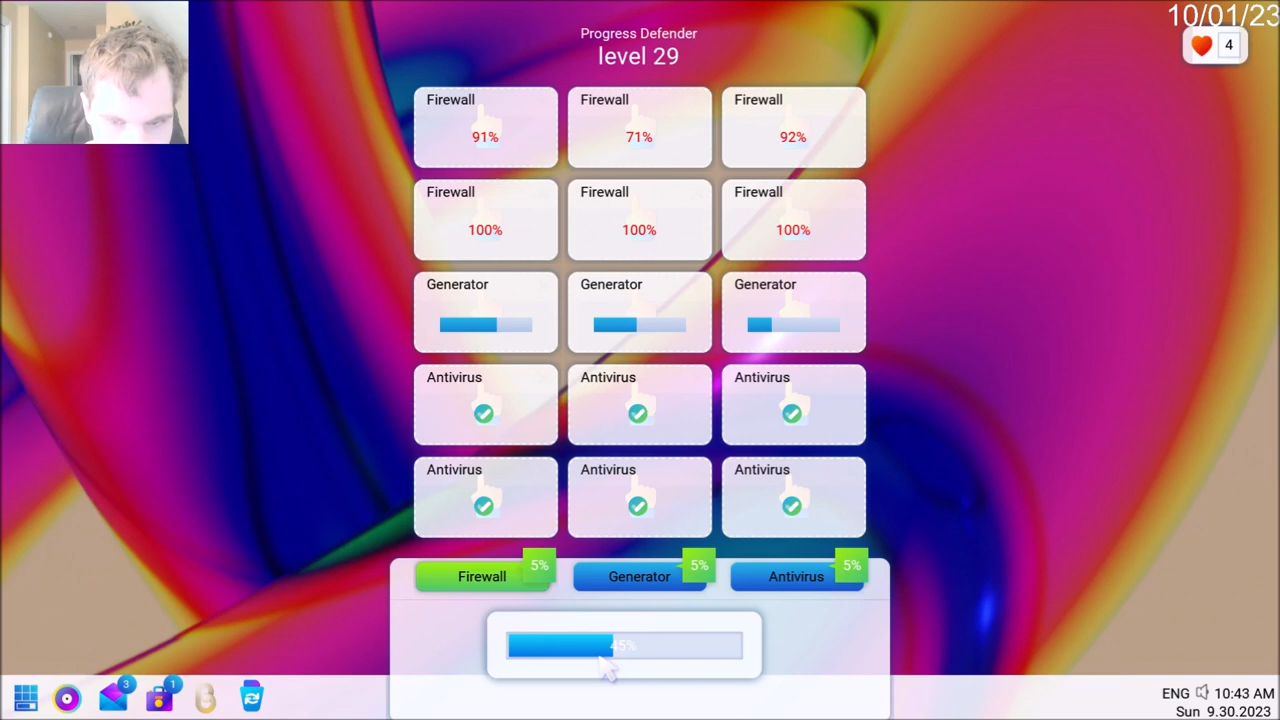 10/01/23
4
Progress Defender
level 29
Firewall
Firewall
Firewall
91%
71%
92%
Firewall
Firewall
Firewall
100%
100%
100%
Generator
Generator
Generator
Antivirus
Antivirus
Antivirus
Antivirus
Antivirus
Antivirus
Firewall 5%
Generator 5%
Antivirus 5%
45%
3
1
ENG 10:43 AM
Sun 9.30.2023